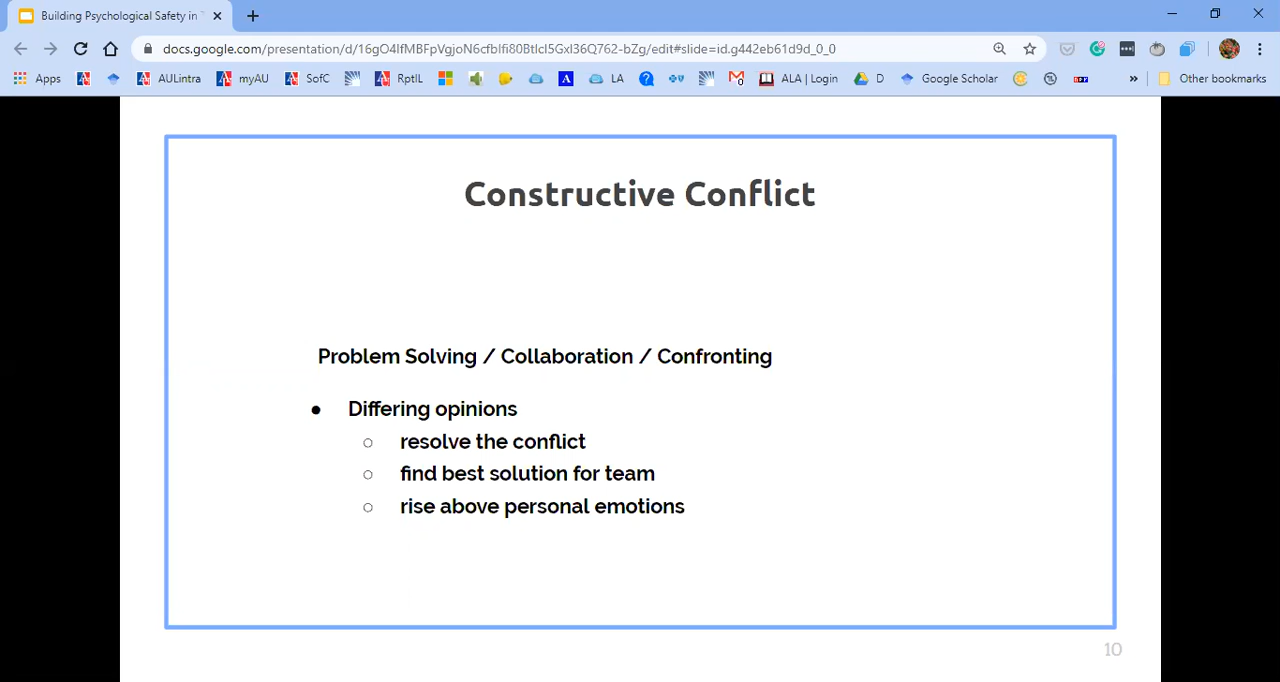 Building Psychological Safety in
docs.google.com/presentation/d/16gO4lfMBFpVgjoN6cfblfi80BtlcI5GxI36Q762-bZg/edit#slide=id.g442eb61d9d_0_0
Apps AULintra myAU SofC RptIL LA ALA | Login D Google Scholar » Other bookmarks
Constructive Conflict
Problem Solving / Collaboration / Confronting
● Differing opinions
○ resolve the conflict
○ find best solution for team
○ rise above personal emotions
10